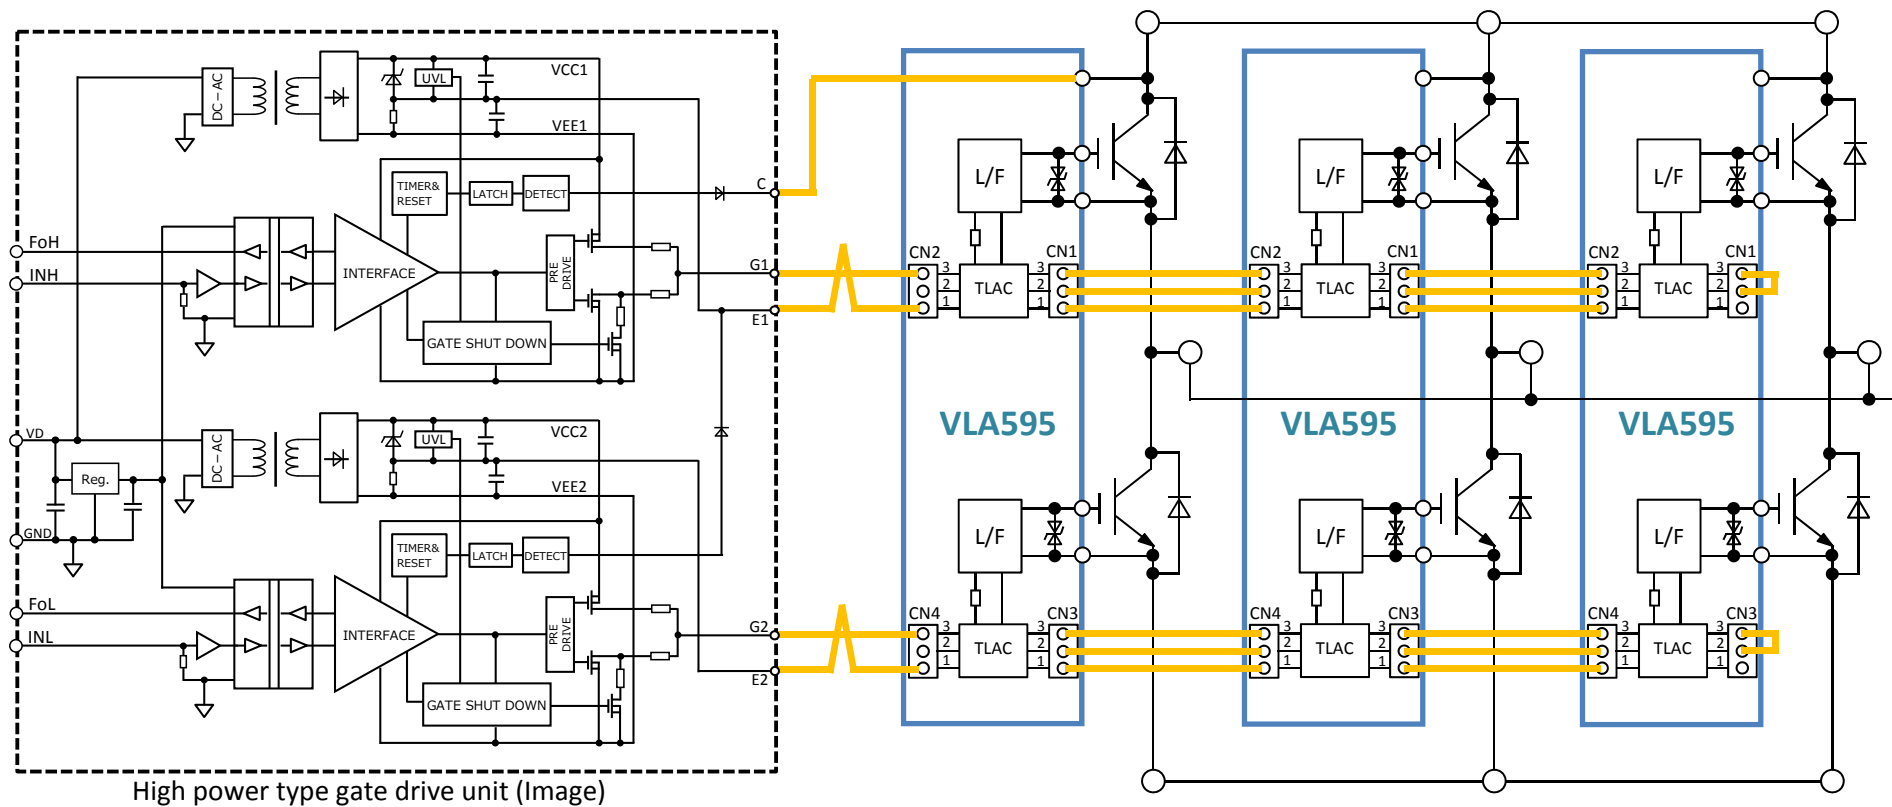 DC－AC
UVL
VCC1
VEE1
TIMER&
RESET
LATCH
DETECT
C
FoH
INH
INTERFACE
PRE
DRIVE
G1
E1
GATE SHUT DOWN
VD
Reg.
GND
DC－AC
UVL
VCC2
VEE2
TIMER&
RESET
LATCH
DETECT
FoL
INL
INTERFACE
PRE
DRIVE
G2
E2
GATE SHUT DOWN
High power type gate drive unit (Image)
L/F
CN2
3
2
1
TLAC
3
2
1
CN1
VLA595
L/F
CN4
3
2
1
TLAC
3
2
1
CN3
L/F
CN2
3
2
1
TLAC
3
2
1
CN1
VLA595
L/F
CN4
3
2
1
TLAC
3
2
1
CN3
L/F
CN2
3
2
1
TLAC
3
2
1
CN1
VLA595
L/F
CN4
3
2
1
TLAC
3
2
1
CN3